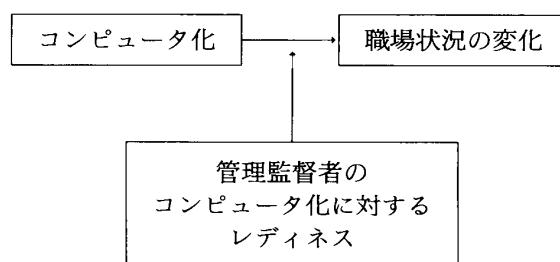 コンピュータ化
職場状況の変化
管理監督者の
コンピュータ化に対する
レディネス